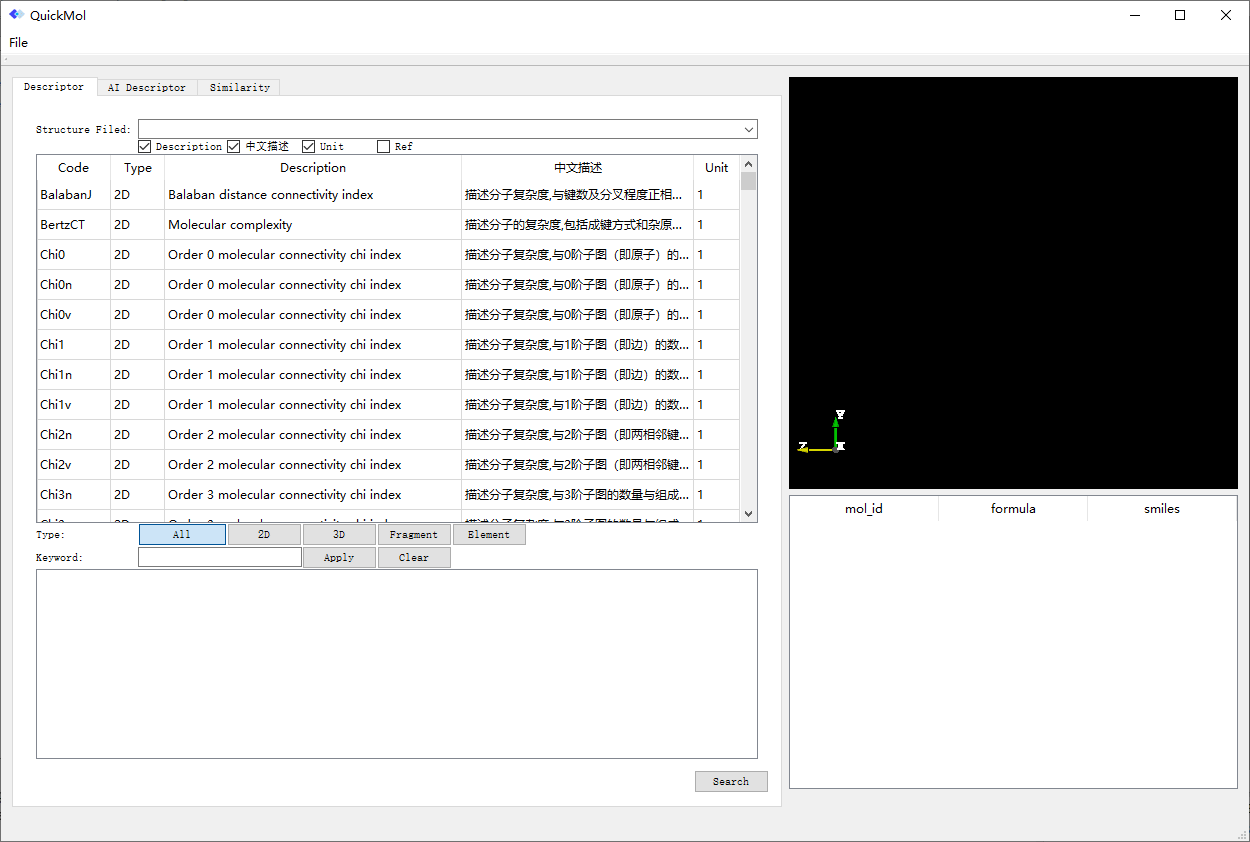 QuickMol
File
Descriptor AI Descriptor Similarity
Structure Filed:
Description 中文描述 Unit Ref
Code Type Description 中文描述 Unit
BalabanJ 2D Balaban distance connectivity index 描述分子复杂度,与键数及分叉程度正相... 1
BertzCT 2D Molecular complexity 描述分子的复杂度,包括成键方式和杂原... 1
Chi0 2D Order 0 molecular connectivity chi index 描述分子复杂度,与0阶子图（即原子）的... 1
Chi0n 2D Order 0 molecular connectivity chi index 描述分子复杂度,与0阶子图（即原子）的... 1
Chi0v 2D Order 0 molecular connectivity chi index 描述分子复杂度,与0阶子图（即原子）的... 1
Chi1 2D Order 1 molecular connectivity chi index 描述分子复杂度,与1阶子图（即边）的数... 1
Chi1n 2D Order 1 molecular connectivity chi index 描述分子复杂度,与1阶子图（即边）的数... 1
Chi1v 2D Order 1 molecular connectivity chi index 描述分子复杂度,与1阶子图（即边）的数... 1
Chi2n 2D Order 2 molecular connectivity chi index 描述分子复杂度,与2阶子图（即两相邻键... 1
Chi2v 2D Order 2 molecular connectivity chi index 描述分子复杂度,与2阶子图（即两相邻键... 1
Chi3n 2D Order 3 molecular connectivity chi index 描述分子复杂度,与3阶子图的数量与组成... 1
Type: All 2D 3D Fragment Element
Keyword: Apply Clear
Search
Y
Z X
mol_id formula smiles